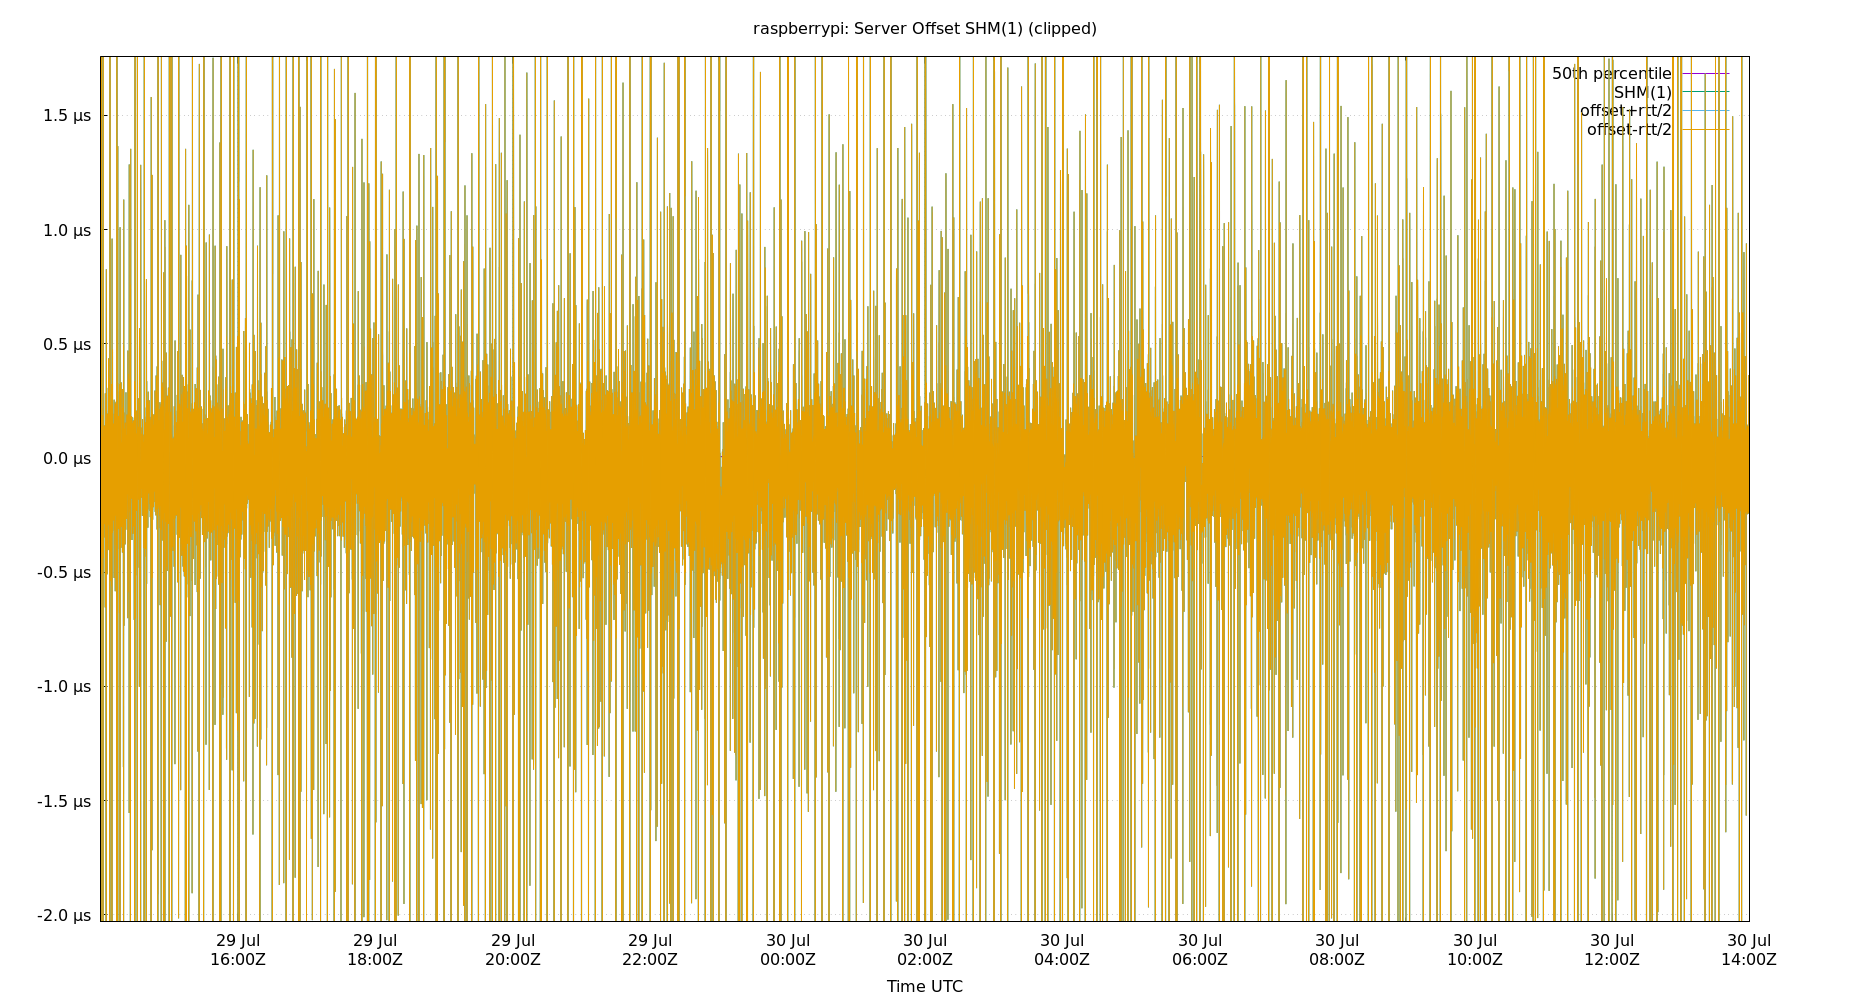 raspberrypi: Server Offset SHM(1) (clipped)
50th percentile
SHM(1)
offset+rtt/2
offset-rtt/2
1.5 µs
1.0 µs
0.5 µs
0.0 µs
-0.5 µs
-1.0 µs
-1.5 µs
-2.0 µs
29 Jul 29 Jul 29 Jul 29 Jul 30 Jul 30 Jul 30 Jul 30 Jul 30 Jul 30 Jul 30 Jul 30 Jul
16:00Z 18:00Z 20:00Z 22:00Z 00:00Z 02:00Z 04:00Z 06:00Z 08:00Z 10:00Z 12:00Z 14:00Z
Time UTC